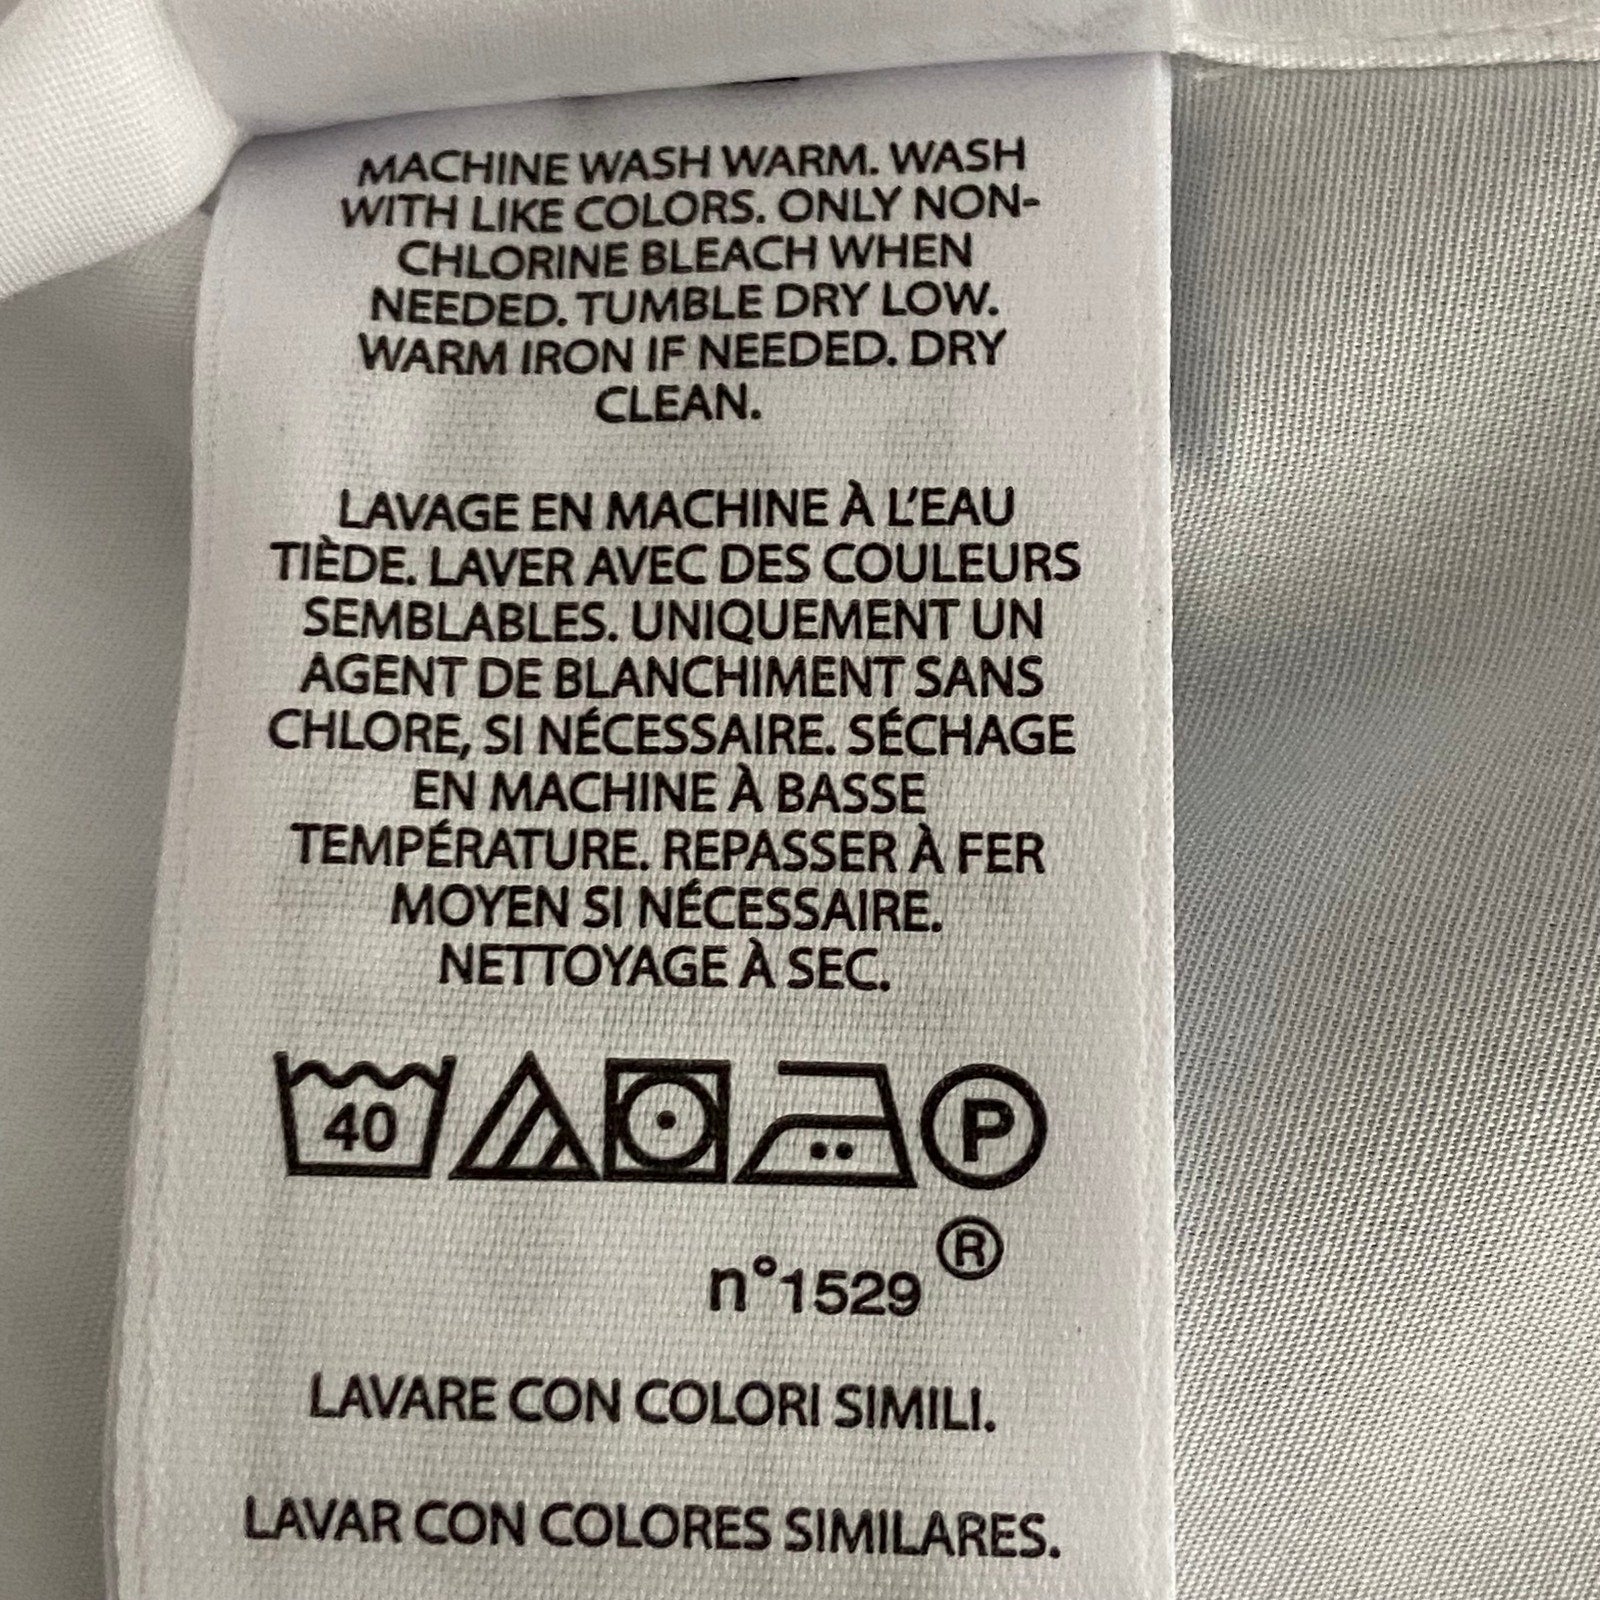 MACHINE WASH WARM. WASH
WITH LIKE COLORS. ONLY NON-
CHLORINE BLEACH WHEN
NEEDED. TUMBLE DRY LOW.
WARM IRON IF NEEDED. DRY
CLEAN.
LAVAGE EN MACHINE À L'EAU
TIÈDE. LAVER AVEC DES COULEURS
SEMBLABLES. UNIQUEMENT UN
AGENT DE BLANCHIMENT SANS
CHLORE, SI NÉCESSAIRE. SÉCHAGE
EN MACHINE À BASSE
TEMPÉRATURE. REPASSER À FER
MOYEN SI NÉCESSAIRE.
NETTOYAGE À SEC.
40 P
n°1529 ®
LAVARE CON COLORI SIMILI.
LAVAR CON COLORES SIMILARES.